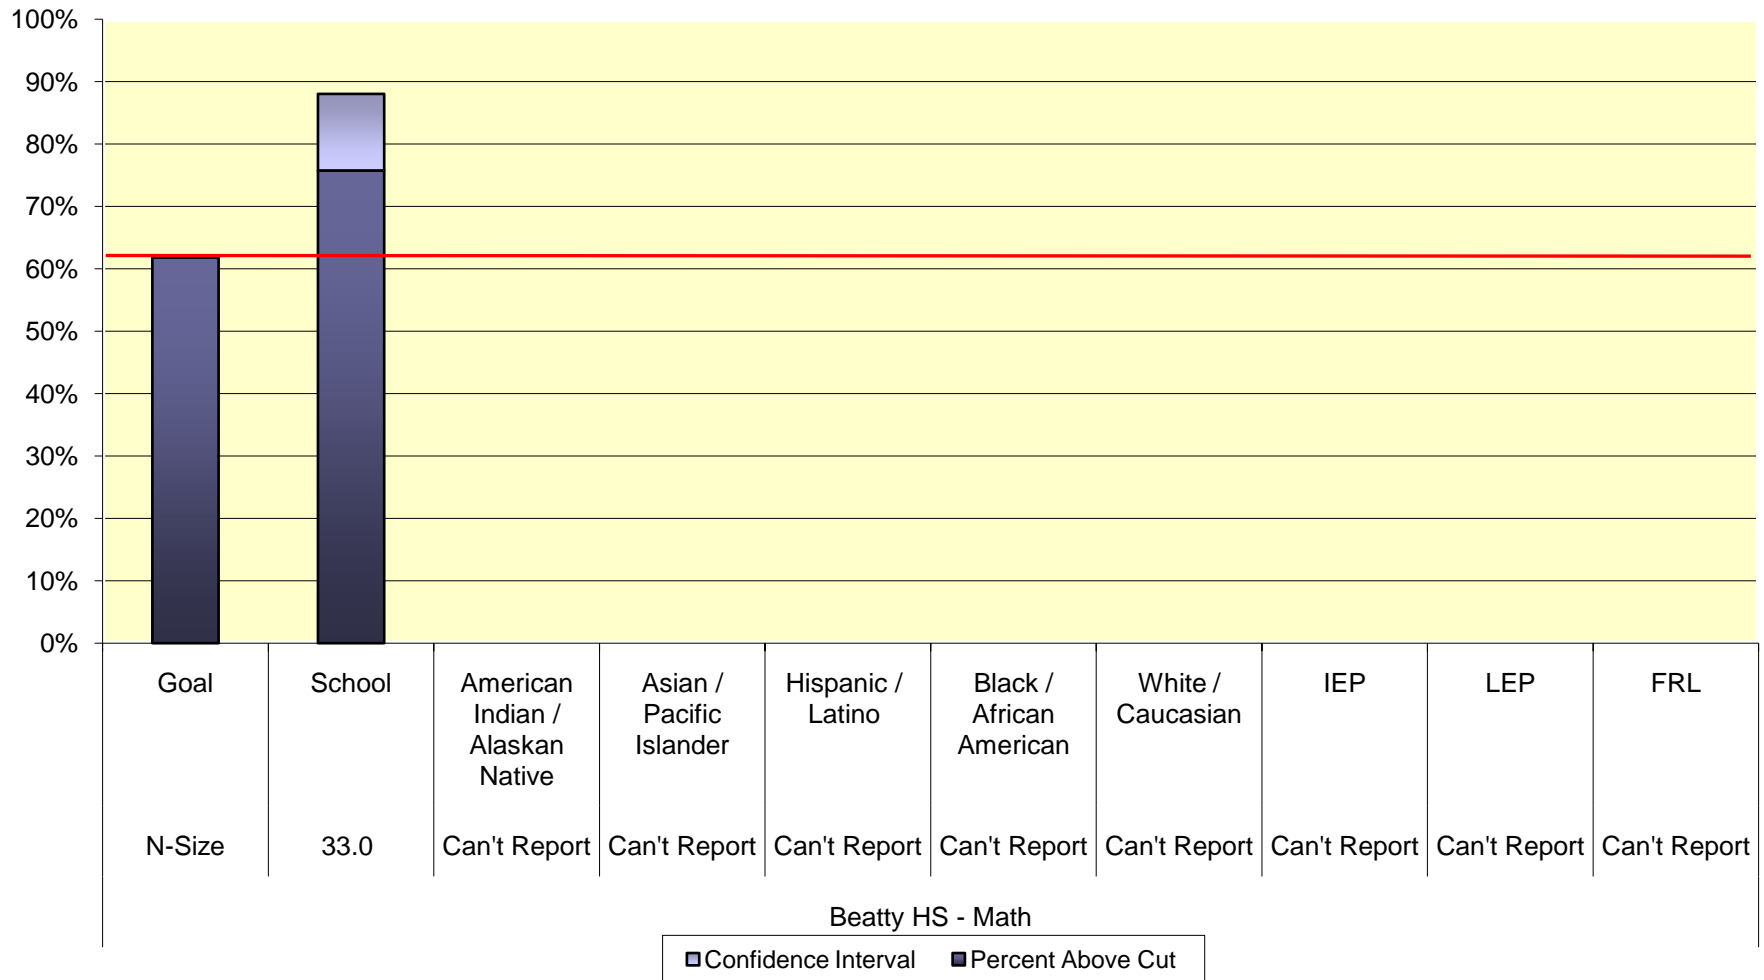 100%
90%
80%
70%
60%
50%
40%
30%
20%
10%
0%
Goal
School
American
Indian /
Alaskan
Native
Asian /
Pacific
Islander
Hispanic /
Latino
Black /
African
American
White /
Caucasian
IEP
LEP
FRL
N-Size
33.0
Can't Report
Can't Report
Can't Report
Can't Report
Can't Report
Can't Report
Can't Report
Can't Report
Beatty HS - Math
Confidence Interval
Percent Above Cut